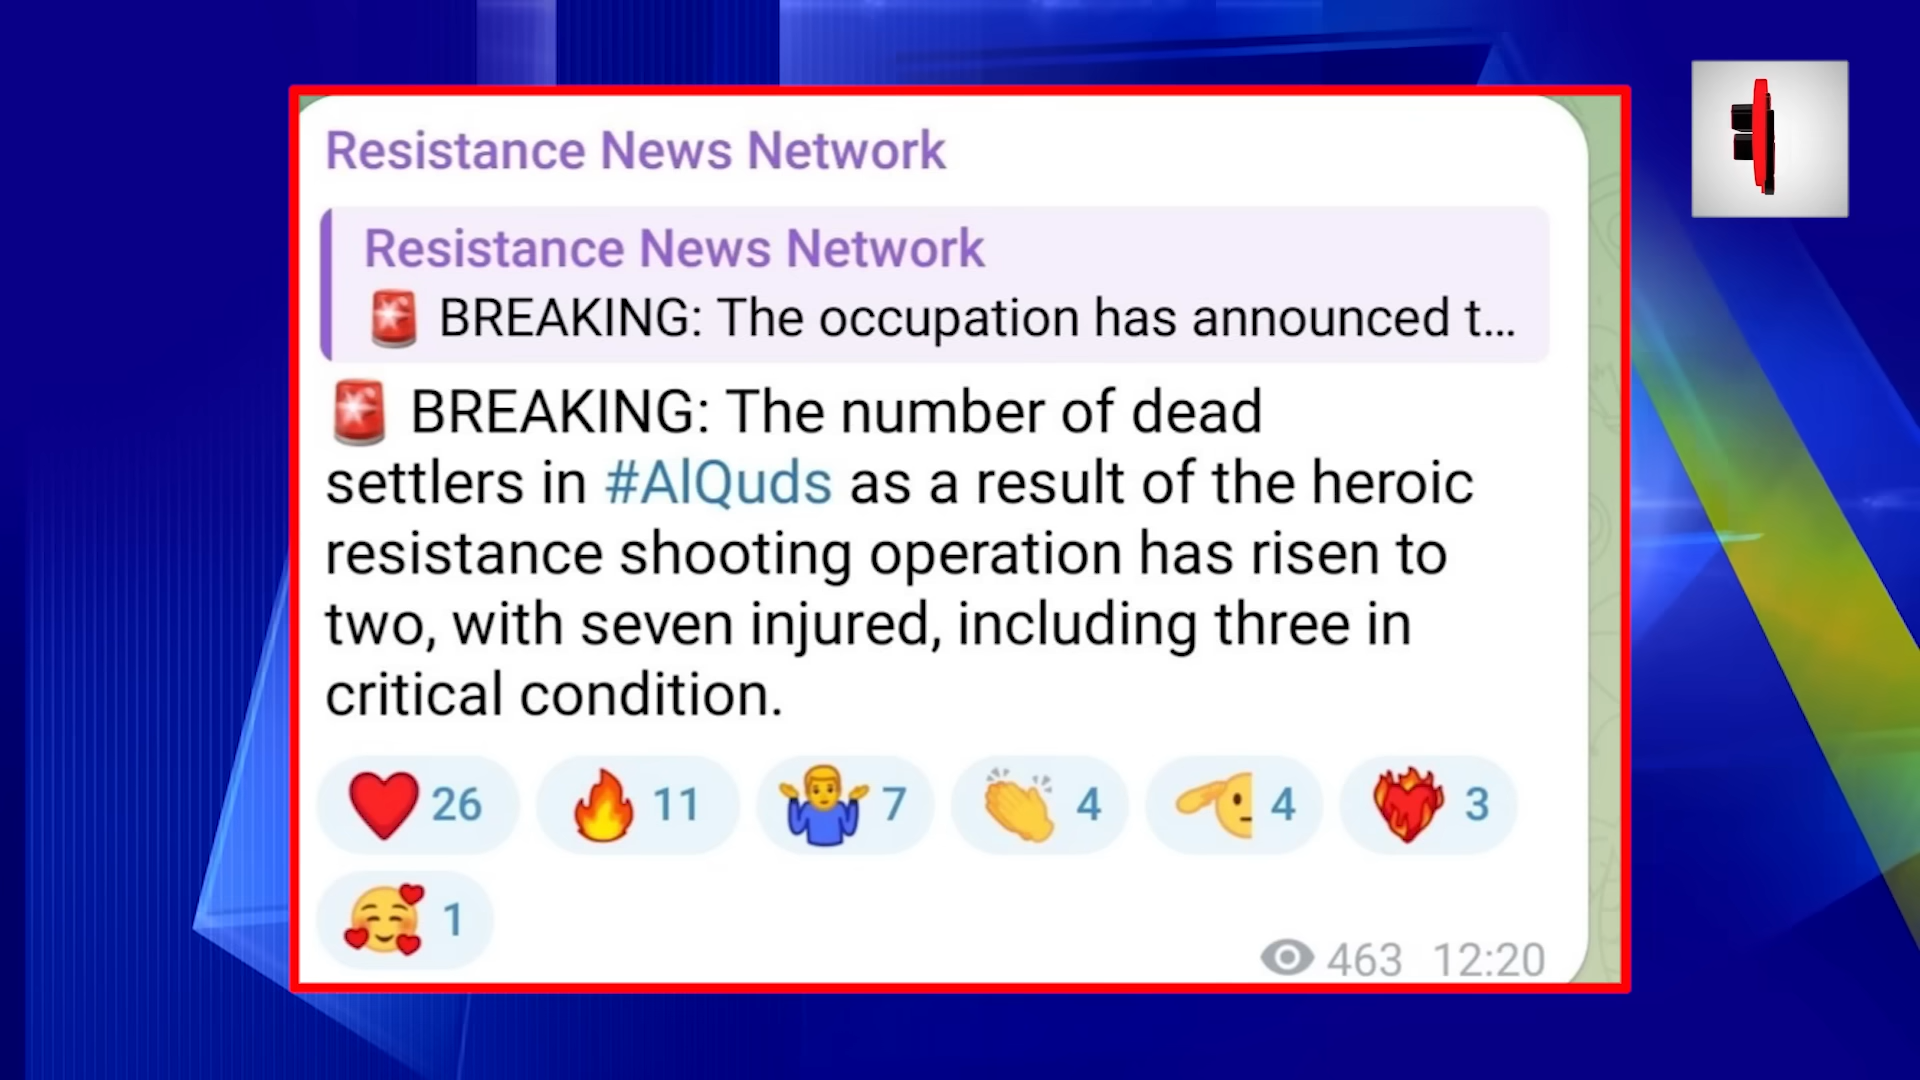 Resistance News Network
Resistance News Network
🚨 BREAKING: The occupation has announced t...
🚨 BREAKING: The number of dead
settlers in #AlQuds as a result of the heroic
resistance shooting operation has risen to
two, with seven injured, including three in
critical condition.
❤️ 26 🔥 11 🤷‍♂️ 7 👏 4 🫡 4 ❤️‍🔥 3
🥰 1
463 12:20